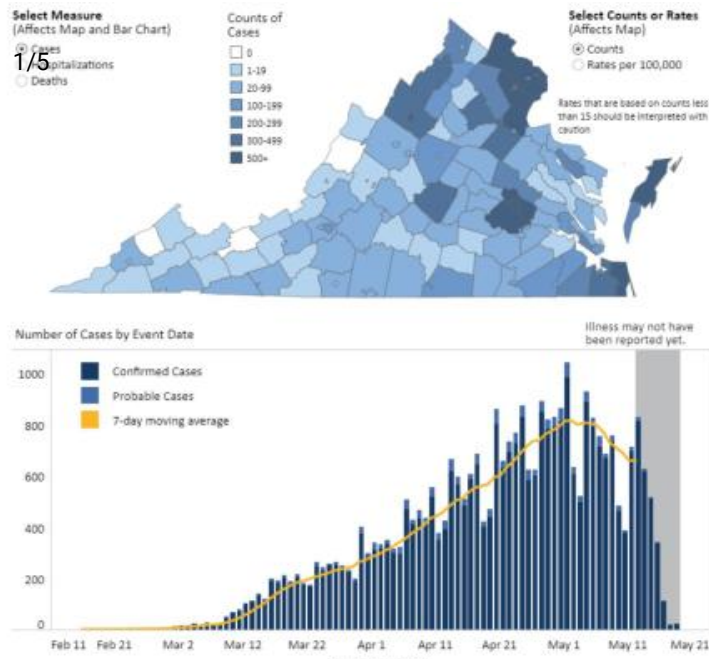 Select Measure
(Affects Map and Bar Chart)
Cases
Hospitalizations
Deaths
1/5
Counts of
Cases
0
1-19
20-99
100-199
200-299
300-499
500+
Select Counts or Rates
(Affects Map)
Counts
Rates per 100,000
Rates that are based on counts less
than 15 should be interpreted with
caution
Number of Cases by Event Date
Illness may not have
been reported yet.
Confirmed Cases
Probable Cases
7-day moving average
1000
800
600
400
200
0
Feb 11 Feb 21 Mar 2 Mar 12 Mar 22 Apr 1 Apr 11 Apr 21 May 1 May 11 May 21